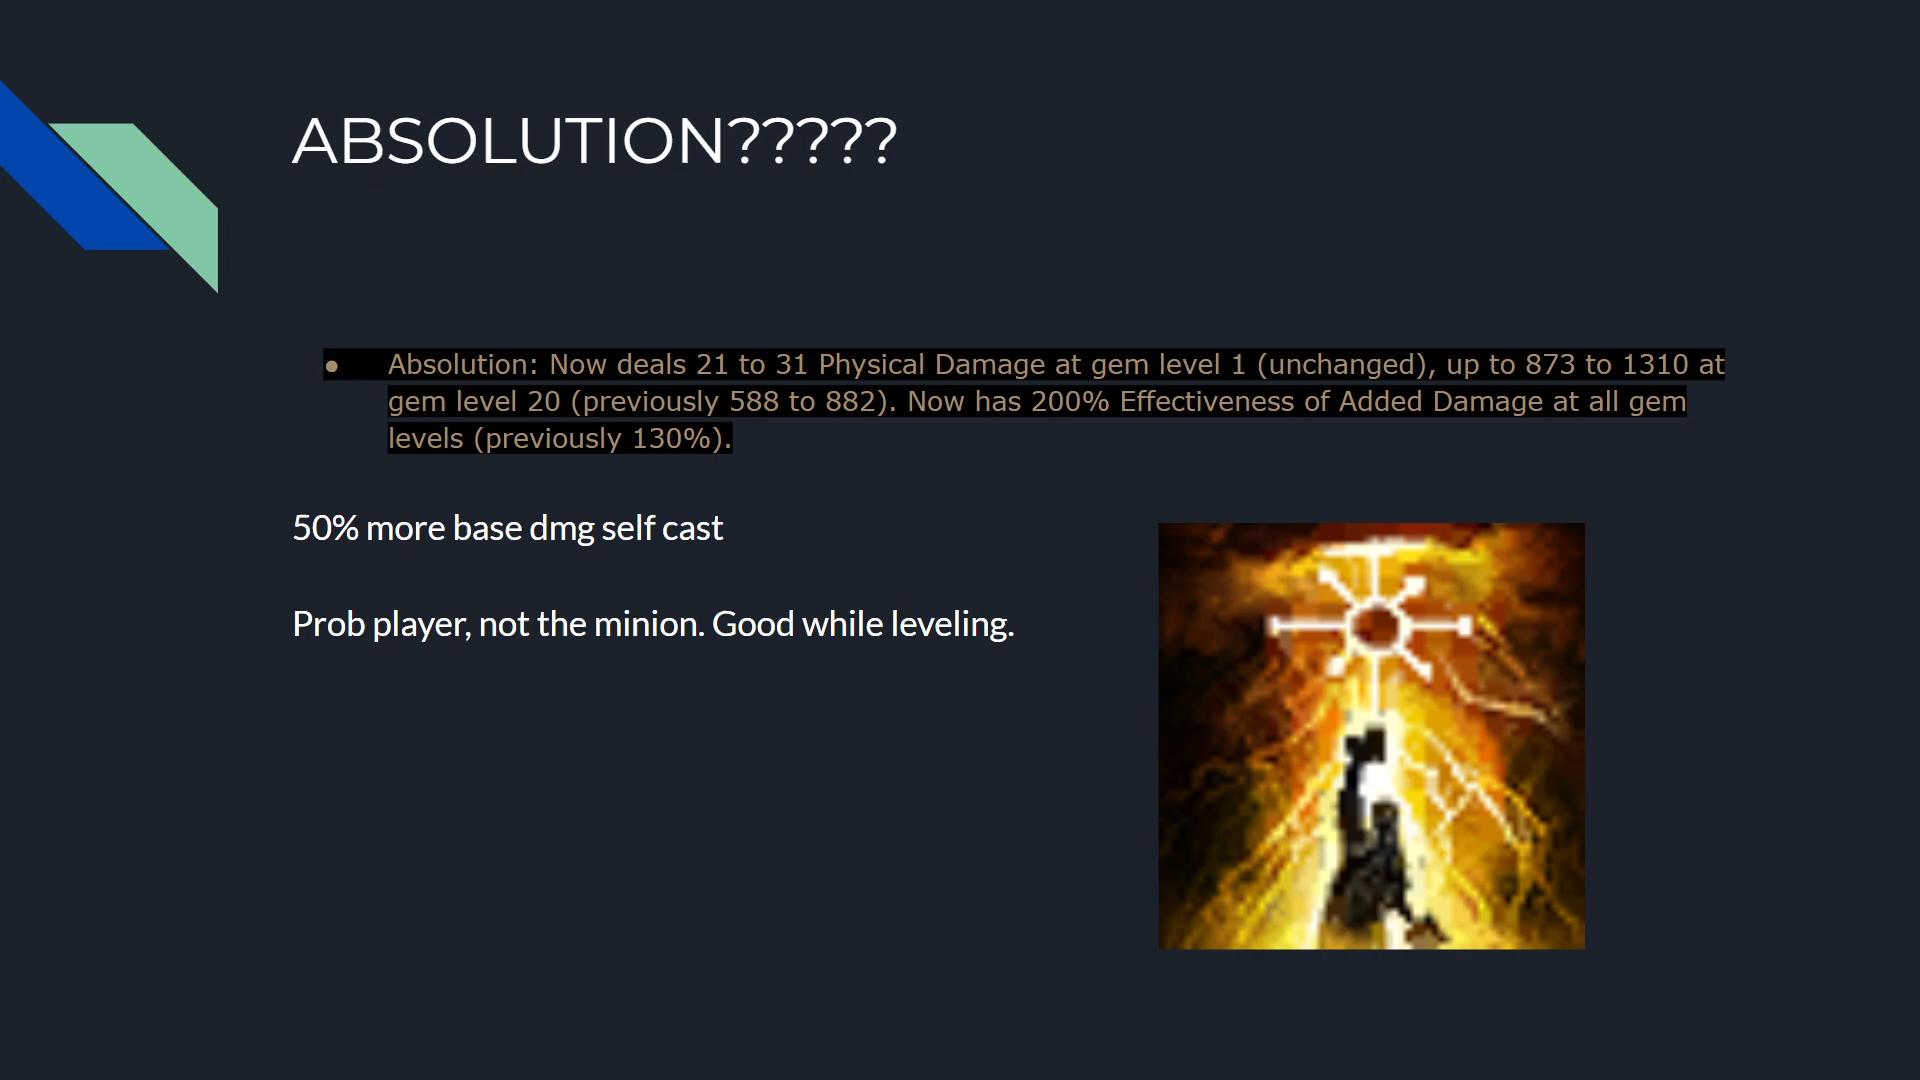 ABSOLUTION?????
● Absolution: Now deals 21 to 31 Physical Damage at gem level 1 (unchanged), up to 873 to 1310 at
gem level 20 (previously 588 to 882). Now has 200% Effectiveness of Added Damage at all gem
levels (previously 130%).
50% more base dmg self cast
Prob player, not the minion. Good while leveling.